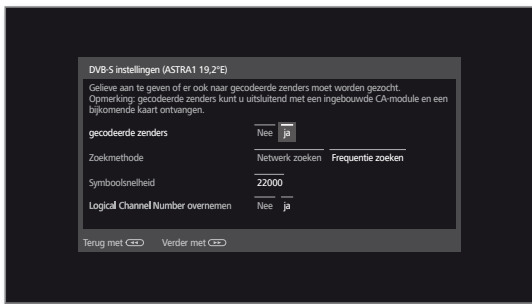 DVB-S instellingen (ASTRA1 19,2°E)
Gelieve aan te geven of er ook naar gecodeerde zenders moet worden gezocht.
Opmerking: gecodeerde zenders kunt u uitsluitend met een ingebouwde CA-module en een
bijkomende kaart ontvangen.
gecodeerde zenders Nee ja
Zoekmethode Netwerk zoeken Frequentie zoeken
Symboolsnelheid 22000
Logical Channel Number overnemen Nee ja
Terug met Verder met